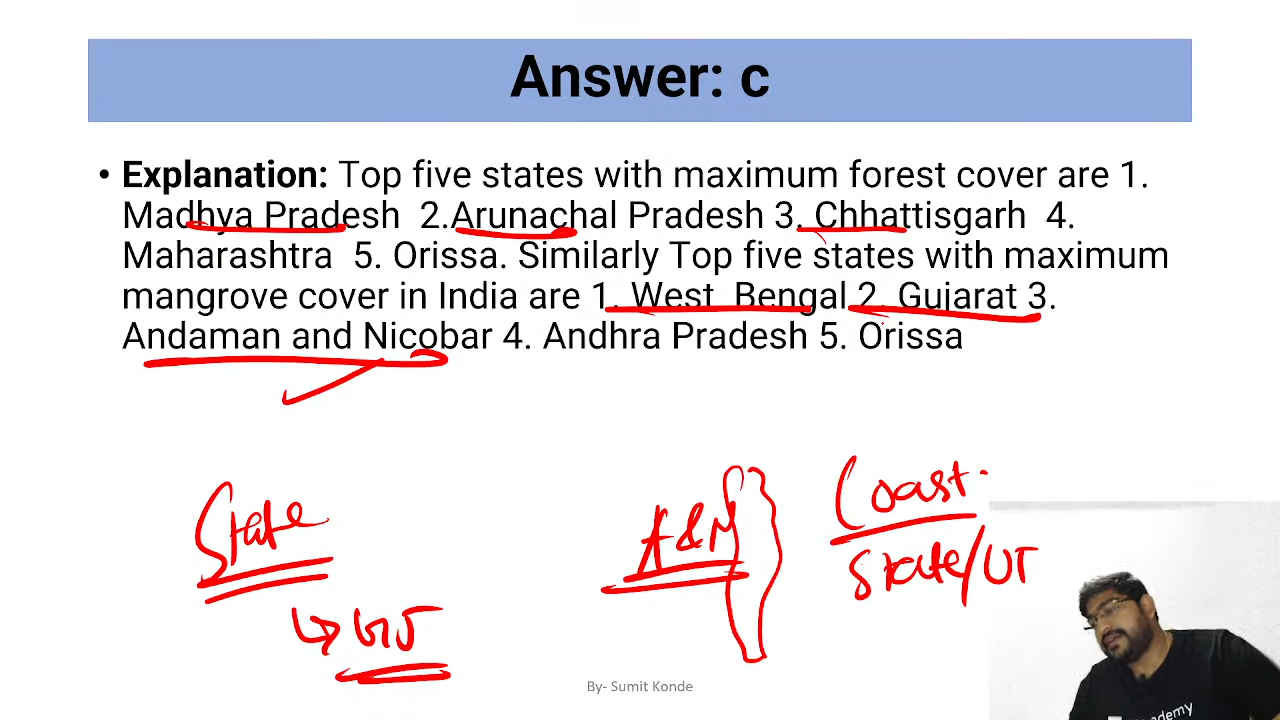 Answer: c
• Explanation: Top five states with maximum forest cover are 1.
Madhya Pradesh 2.Arunachal Pradesh 3. Chhattisgarh 4.
Maharashtra 5. Orissa. Similarly Top five states with maximum
mangrove cover in India are 1. West Bengal 2. Gujarat 3.
Andaman and Nicobar 4. Andhra Pradesh 5. Orissa
Coast.
State
A&N
State/UT
By- Sumit Konde